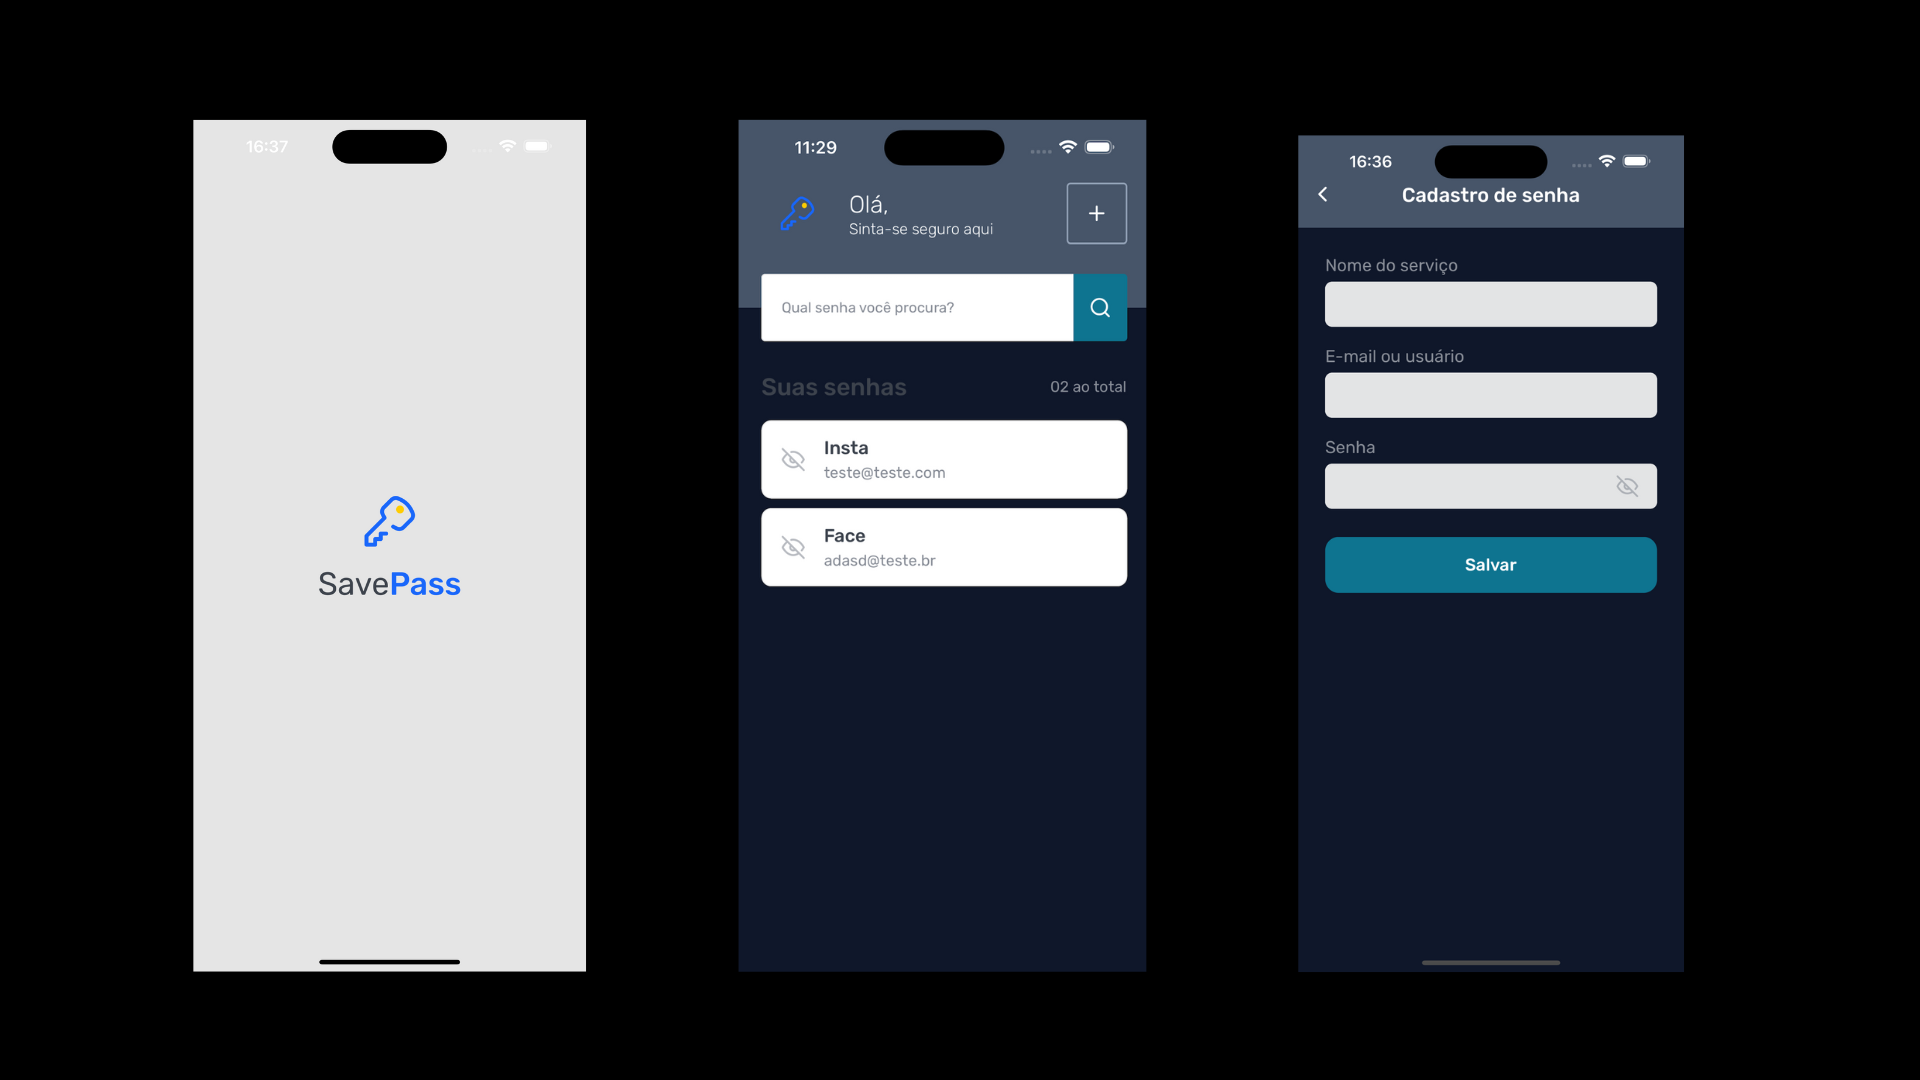 16:37
SavePass
11:29
Olá,
Sinta-se seguro aqui
Qual senha você procura?
Suas senhas
02 ao total
Insta
teste@teste.com
Face
adasd@teste.br
16:36
Cadastro de senha
Nome do serviço
E-mail ou usuário
Senha
Salvar